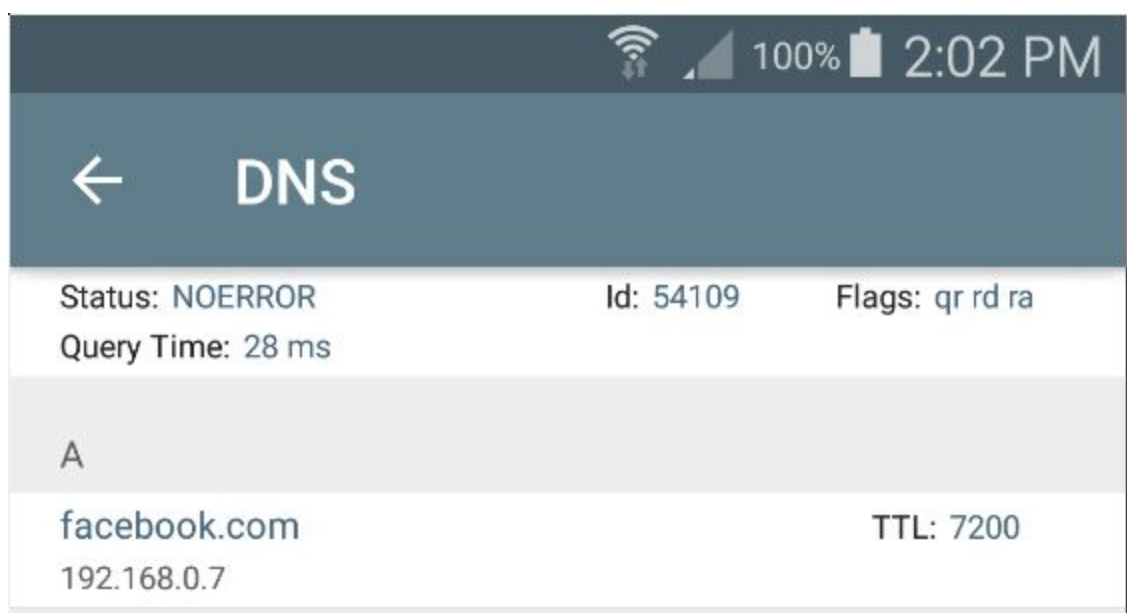 100% 2:02 PM
DNS
Status: NOERROR Id: 54109 Flags: qr rd ra
Query Time: 28 ms
A
facebook.com TTL: 7200
192.168.0.7